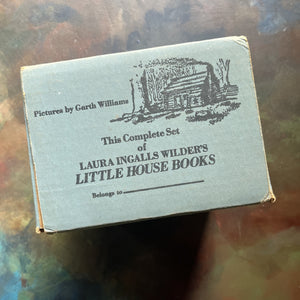 Pictures by Garth Williams
This Complete Set
of
LAURA INGALLS WILDER'S
LITTLE HOUSE BOOKS
Belongs to